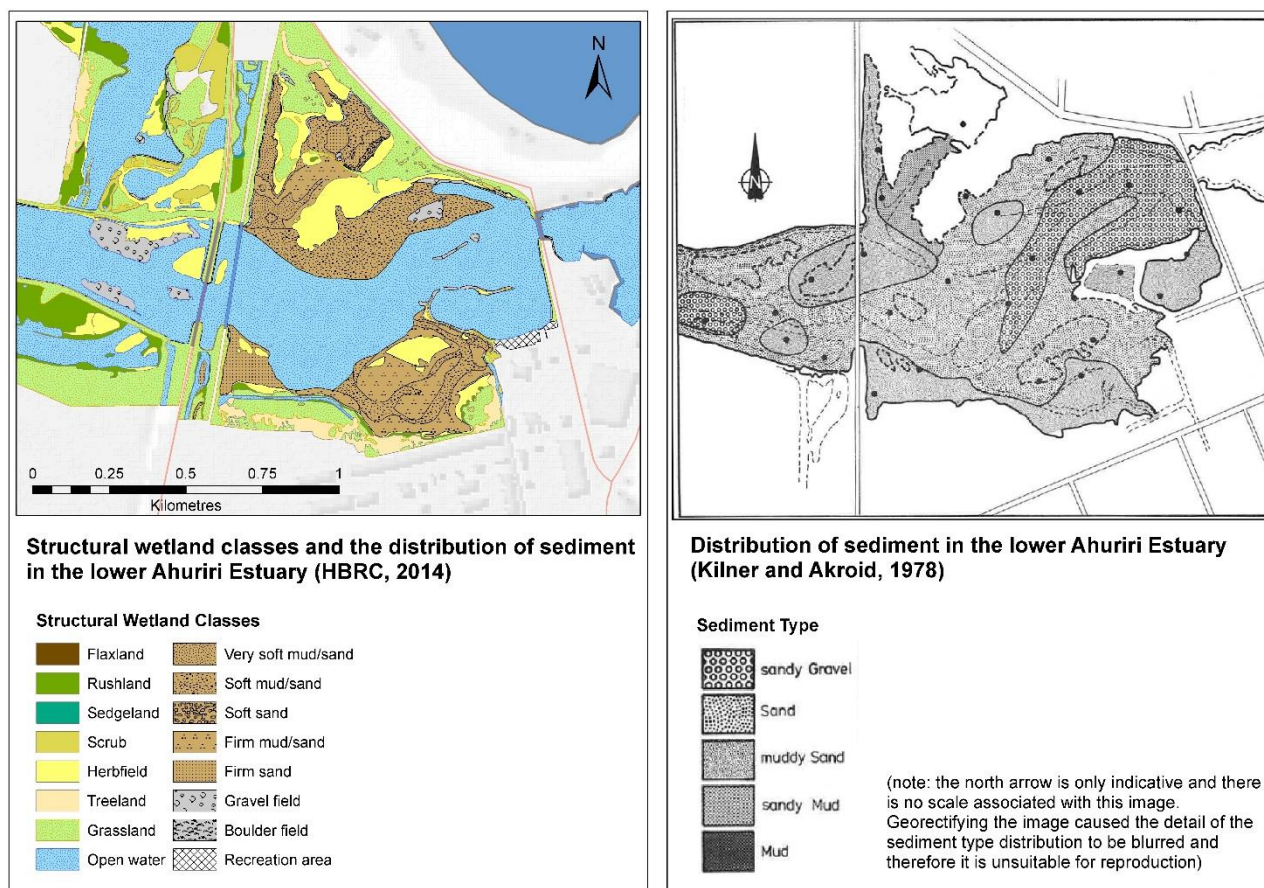 N
0
0.25
0.5
0.75
1
Kilometres
Structural wetland classes and the distribution of sediment
in the lower Ahuriri Estuary (HBRC, 2014)
Structural Wetland Classes
Flaxland
Rushland
Sedgeland
Scrub
Herbfield
Treeland
Grassland
Open water
Very soft mud/sand
Soft mud/sand
Soft sand
Firm mud/sand
Firm sand
Gravel field
Boulder field
Recreation area
N
Distribution of sediment in the lower Ahuriri Estuary
(Kilner and Akroid, 1978)
Sediment Type
sandy Gravel
Sand
muddy Sand
sandy Mud
Mud
(note: the north arrow is only indicative and there
is no scale associated with this image.
Georectifying the image caused the detail of the
sediment type distribution to be blurred and
therefore it is unsuitable for reproduction)